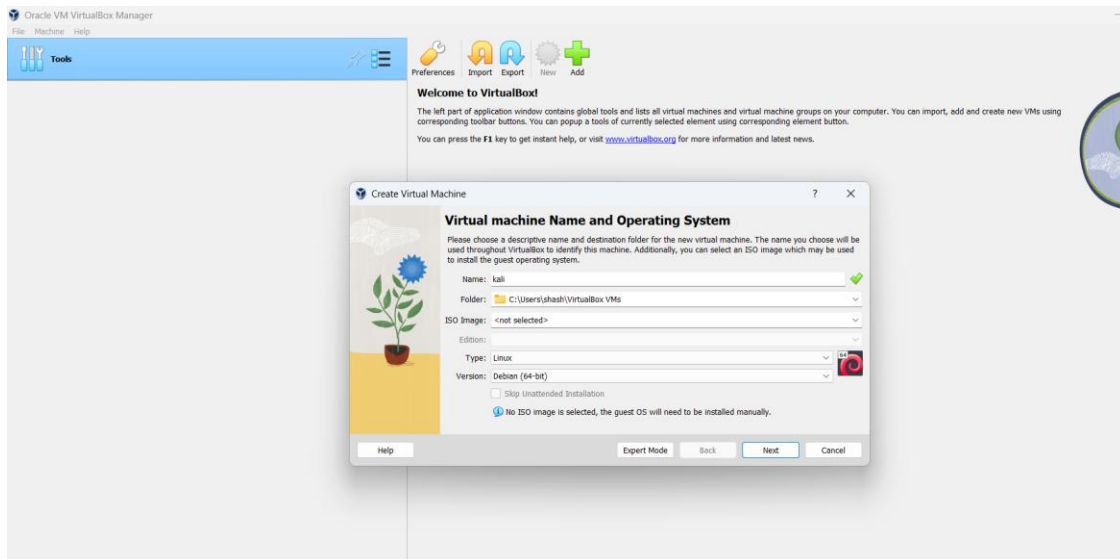 Oracle VM VirtualBox Manager
File Machine Help
Tools
Preferences Import Export New Add
Welcome to VirtualBox!
The left part of application window contains global tools and lists all virtual machines and virtual machine groups on your computer. You can import, add and create new VMs using
corresponding toolbar buttons. You can popup a tools of currently selected element using corresponding element button.
You can press the F1 key to get instant help, or visit www.virtualbox.org for more information and latest news.
Create Virtual Machine ?
Virtual machine Name and Operating System
Please choose a descriptive name and destination folder for the new virtual machine. The name you choose will be
used throughout VirtualBox to identify this machine. Additionally, you can select an ISO image which may be used
to install the guest operating system.
Name: kali
Folder: C:\Users\shash\VirtualBox VMs
ISO Image: <not selected>
Edition:
Type: Linux
64
Version: Debian (64-bit)
Skip Unattended Installation
No ISO image is selected, the guest OS will need to be installed manually.
Help Expert Mode Back Next Cancel